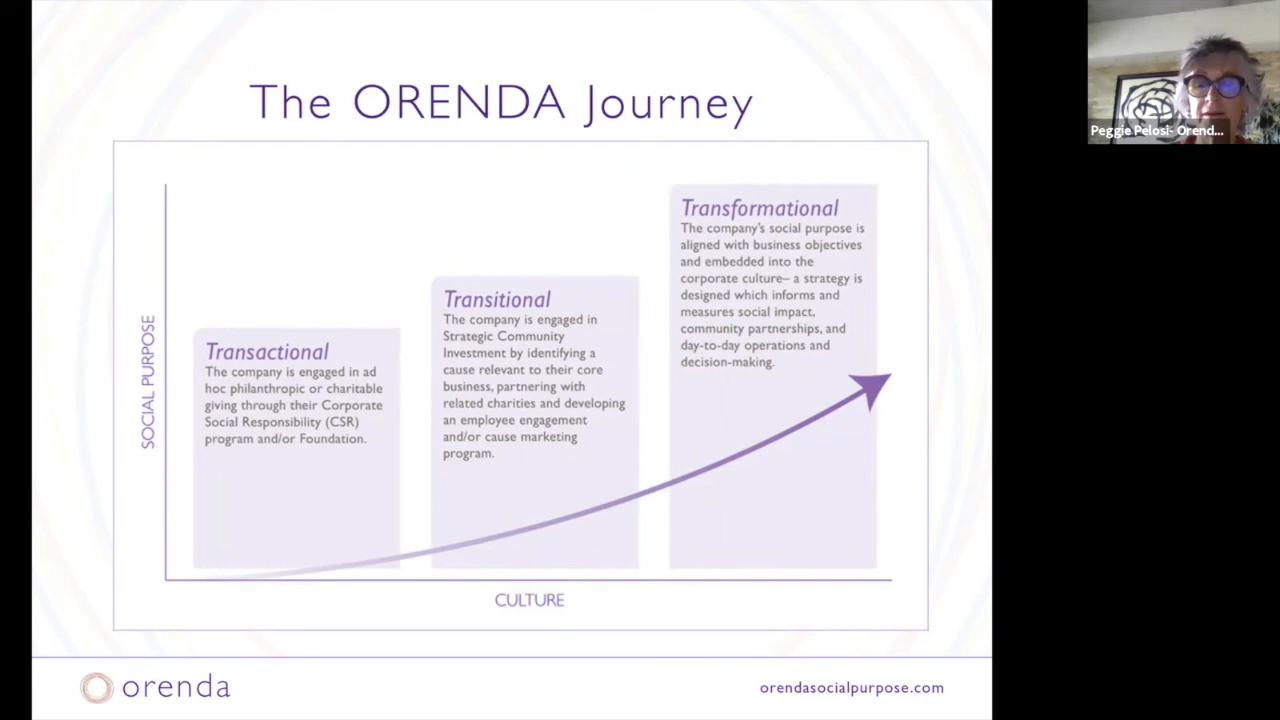 The ORENDA Journey
Transactional
The company is engaged in ad
hoc philanthropic or charitable
giving through their Corporate
Social Responsibility (CSR)
program and/or Foundation.
Transitional
The company is engaged in
Strategic Community
Investment by identifying a
cause relevant to their core
business, partnering with
related charities and developing
an employee engagement
and/or cause marketing
program.
Transformational
The company's social purpose is
aligned with business objectives
and embedded into the
corporate culture– a strategy is
designed which informs and
measures social impact,
community partnerships, and
day-to-day operations and
decision-making.
SOCIAL PURPOSE
CULTURE
orenda
orendasocialpurpose.com
Peggie Pelosi- Orend...